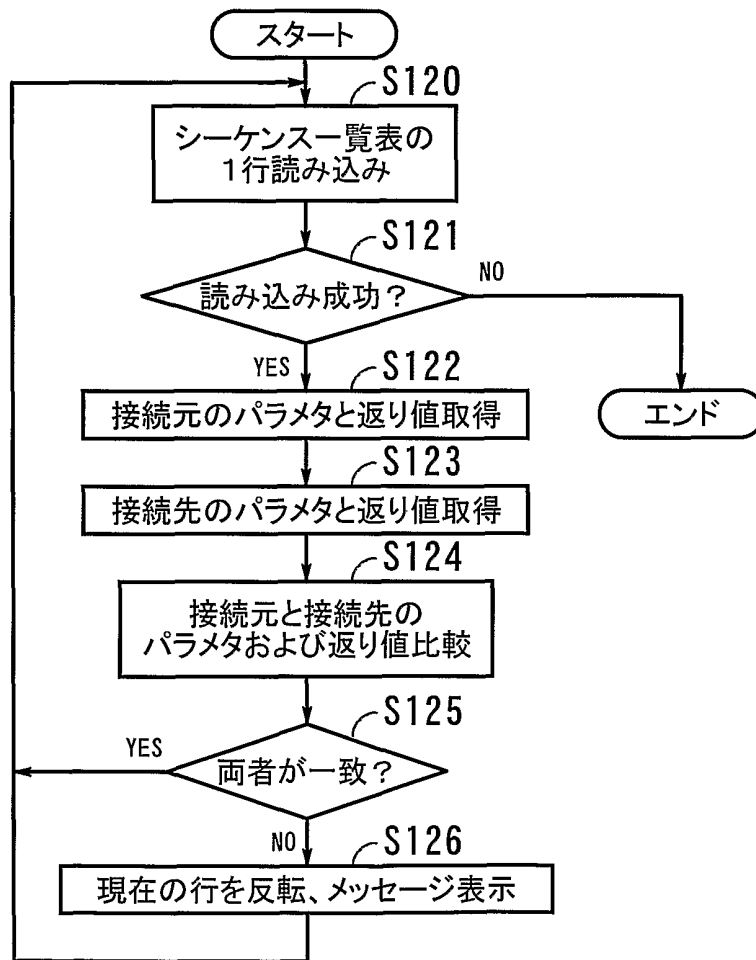 スタート
S120
シーケンス一覧表の
1行読み込み
S121
読み込み成功？
NO
YES
S122
エンド
接続元のパラメタと返り値取得
S123
接続先のパラメタと返り値取得
S124
接続元と接続先の
パラメタおよび返り値比較
S125
YES
両者が一致？
NO
S126
現在の行を反転、メッセージ表示